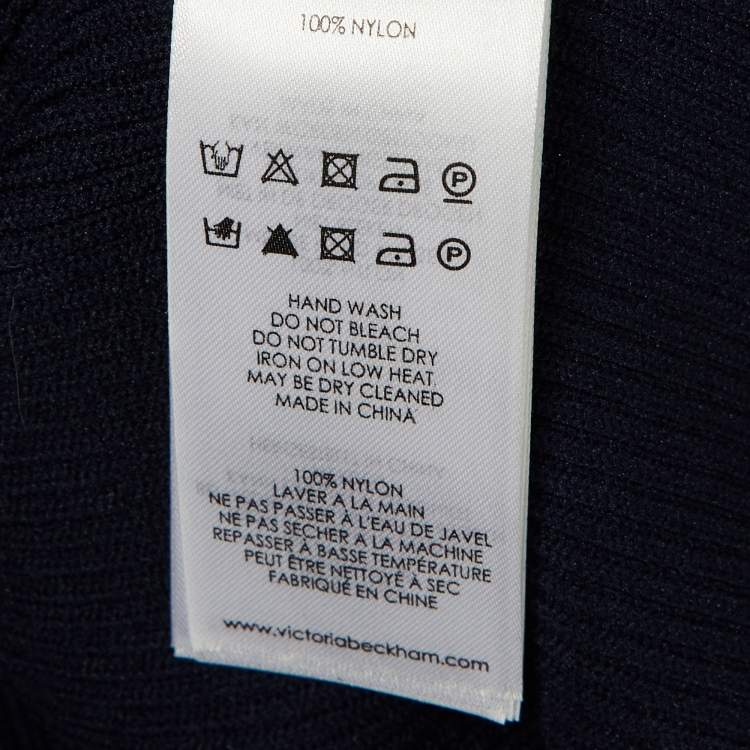 100% NYLON
P
P
HAND WASH
DO NOT BLEACH
DO NOT TUMBLE DRY
IRON ON LOW HEAT.
MAY BE DRY CLEANED
MADE IN CHINA
100% NYLON
LAVER A LA MAIN
NE PAS PASSER À L'EAU DE JAVEL
NE PAS SECHER A LA MACHINE
REPASSER À BASSE TEMPÉRATURE
PEUT ÊTRE NETTOYÉ À SEC
FABRIQUÉ EN CHINE
www.victoriabeckham.com